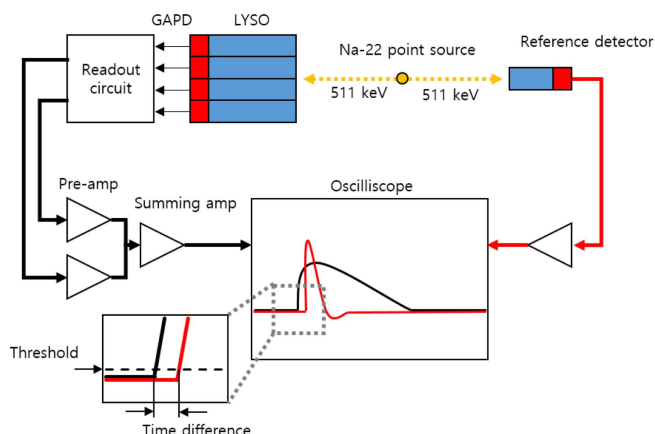 GAPD
LYSO
Na-22 point source
Reference detector
Readout
circuit
511 keV
511 keV
Pre-amp
Summing amp
Oscilliscope
Threshold
Time difference